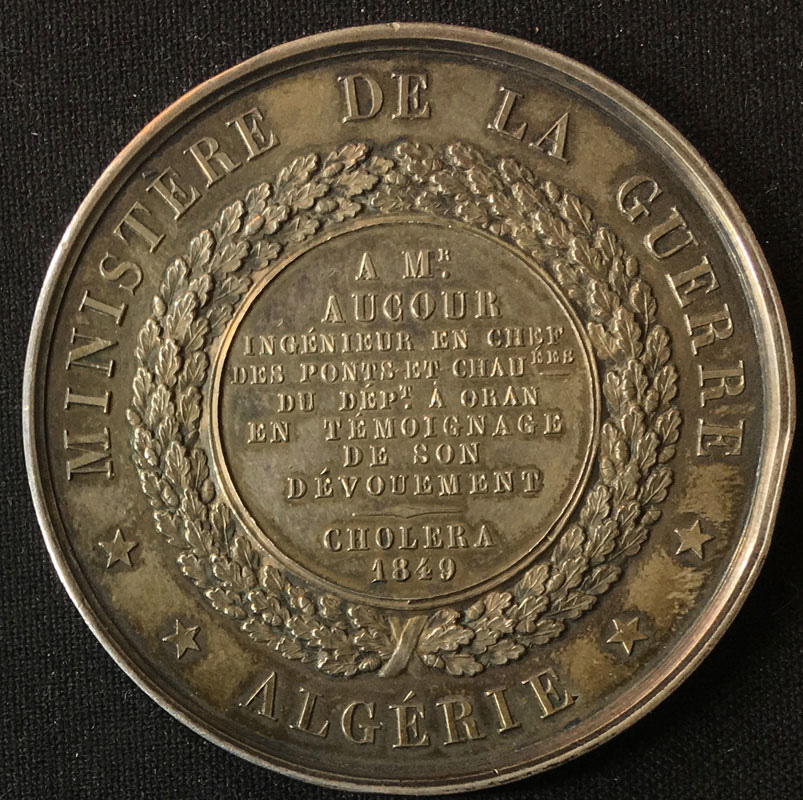 MINISTÈRE DE LA GUERRE
A MR.
AUCOUR
INGÉNIEUR EN CHEF
DES PONTS ET CHAUÉES
DU DÉPT. À ORAN
EN TÉMOIGNAGE
DE SON
DÉVOUEMENT
CHOLERA
1849
ALGÉRIE